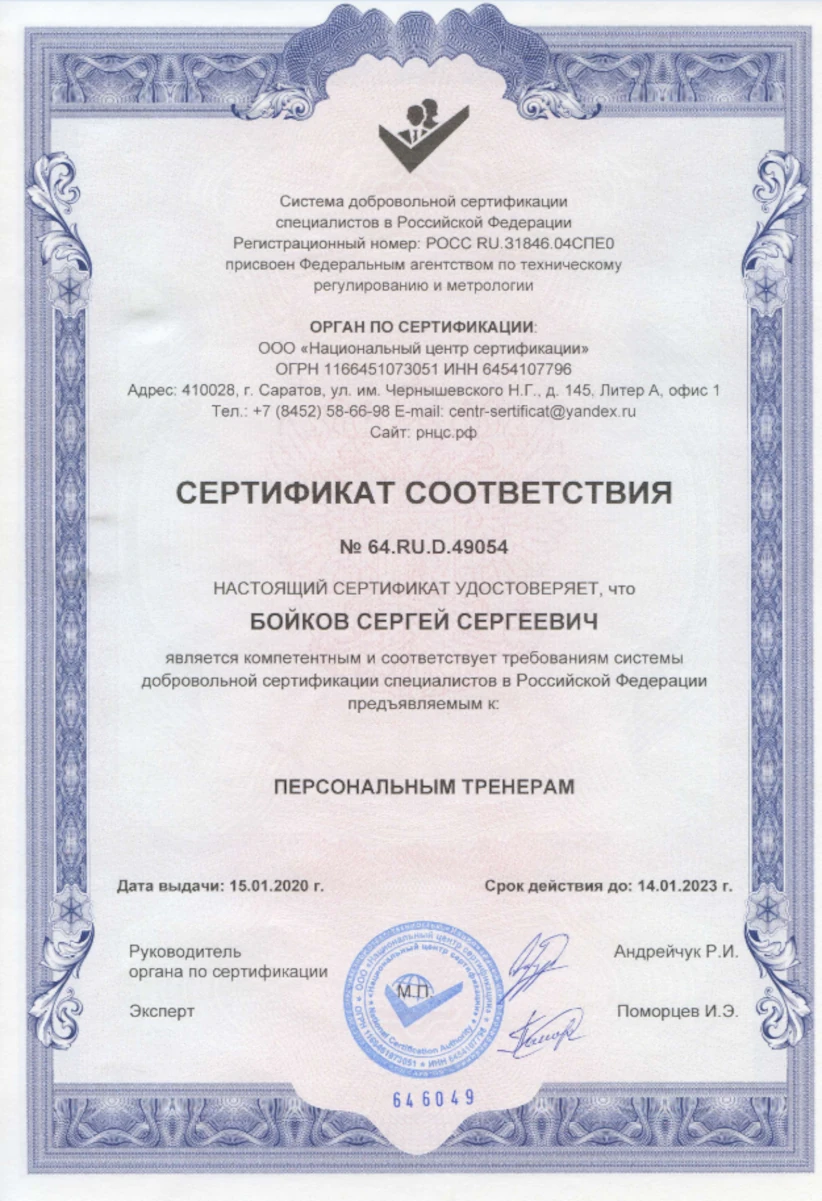 Система добровольной сертификации
специалистов в Российской Федерации
Регистрационный номер: РОСС RU.31846.04СПЕ0
присвоен Федеральным агентством по техническому
регулированию и метрологии
ОРГАН ПО СЕРТИФИКАЦИИ:
ООО «Национальный центр сертификации»
ОГРН 1166451073051 ИНН 6454107796
Адрес: 410028, г. Саратов, ул. им. Чернышевского Н.Г., д. 145, Литер А, офис 1
Тел.: +7 (8452) 58-66-98 E-mail: centr-sertificat@yandex.ru
Сайт: рнцс.рф
СЕРТИФИКАТ СООТВЕТСТВИЯ
№ 64.RU.D.49054
НАСТОЯЩИЙ СЕРТИФИКАТ УДОСТОВЕРЯЕТ, что
БОЙКОВ СЕРГЕЙ СЕРГЕЕВИЧ
является компетентным и соответствует требованиям системы
добровольной сертификации специалистов в Российской Федерации
предъявляемым к:
ПЕРСОНАЛЬНЫМ ТРЕНЕРАМ
Дата выдачи: 15.01.2020 г. Срок действия до: 14.01.2023 г.
Руководитель
органа по сертификации
Андрейчук Р.И.
Эксперт
Поморцев И.Э.
М.П.
ООО «Национальный центр сертификации»
ОГРН 1166451073051 ИНН 6454107796
«Национальный центр сертификации»
National Certification Authority
646049